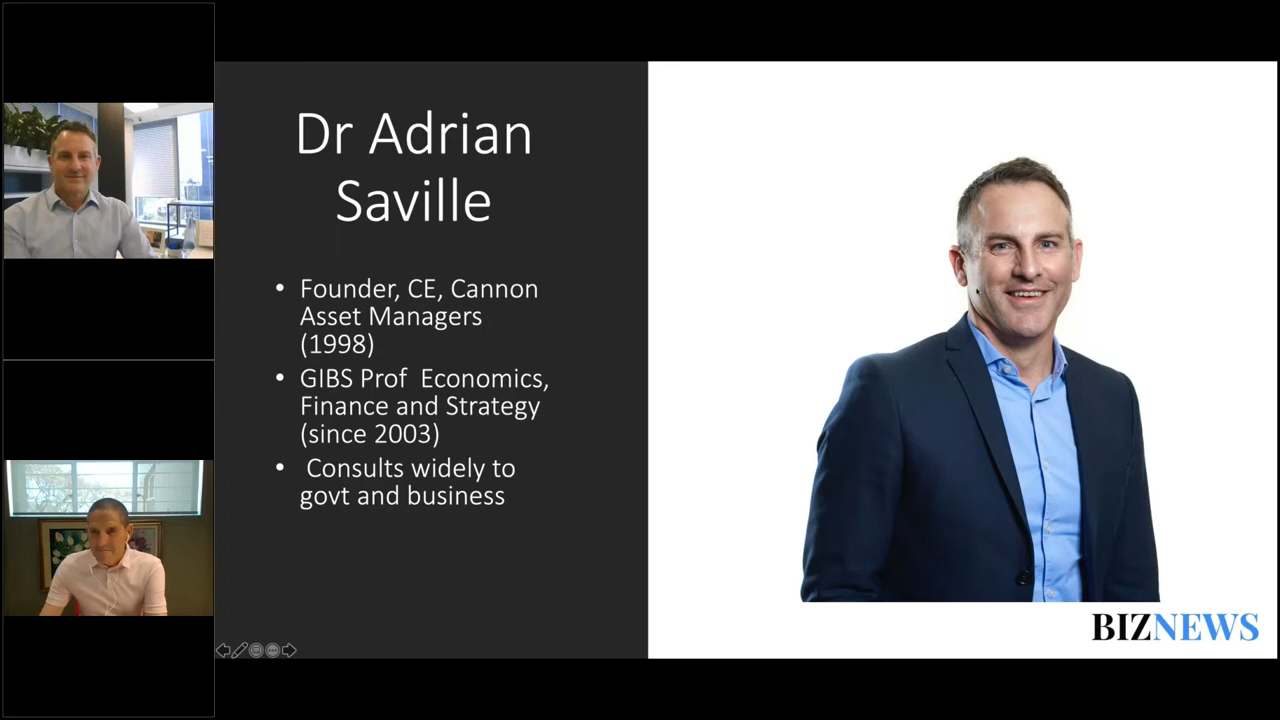 Dr Adrian
Saville
• Founder, CE, Cannon
Asset Managers
(1998)
• GIBS Prof  Economics,
Finance and Strategy
(since 2003)
•  Consults widely to
govt and business
BIZNEWS